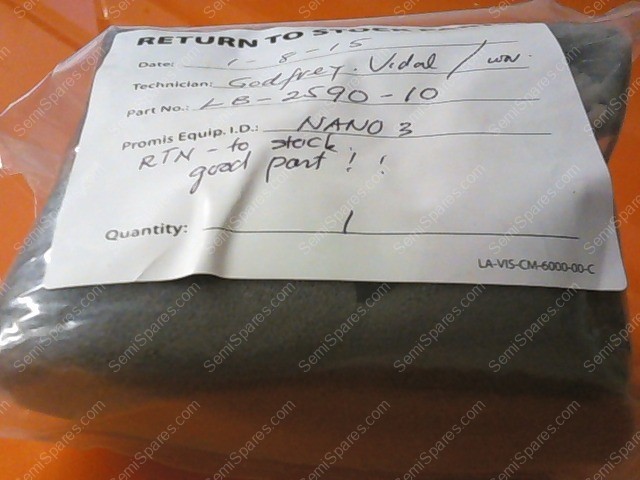 RETURN TO STOCK
Date: 1-8-15
Technician: Godfrey. Vidal / WN.
Part No.: LB-2590-10
Promis Equip. I.D.: NANO 3
RTN - to stock.
good part!!
Quantity: 1
LA-VIS-CM-6000-00-C
SemiSpares.com